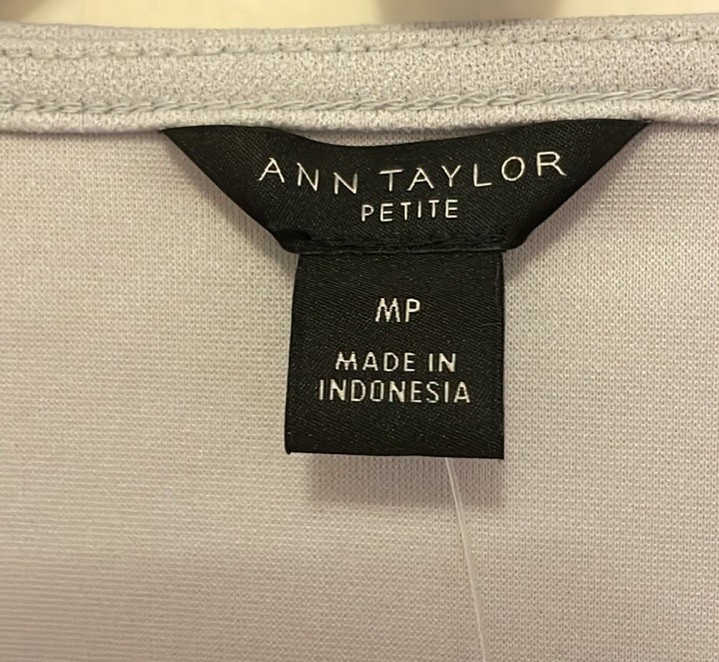 ANN TAYLOR
PETITE
MP
MADE IN
INDONESIA